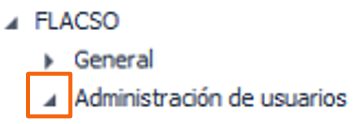 FLACSO
General
Administración de usuarios